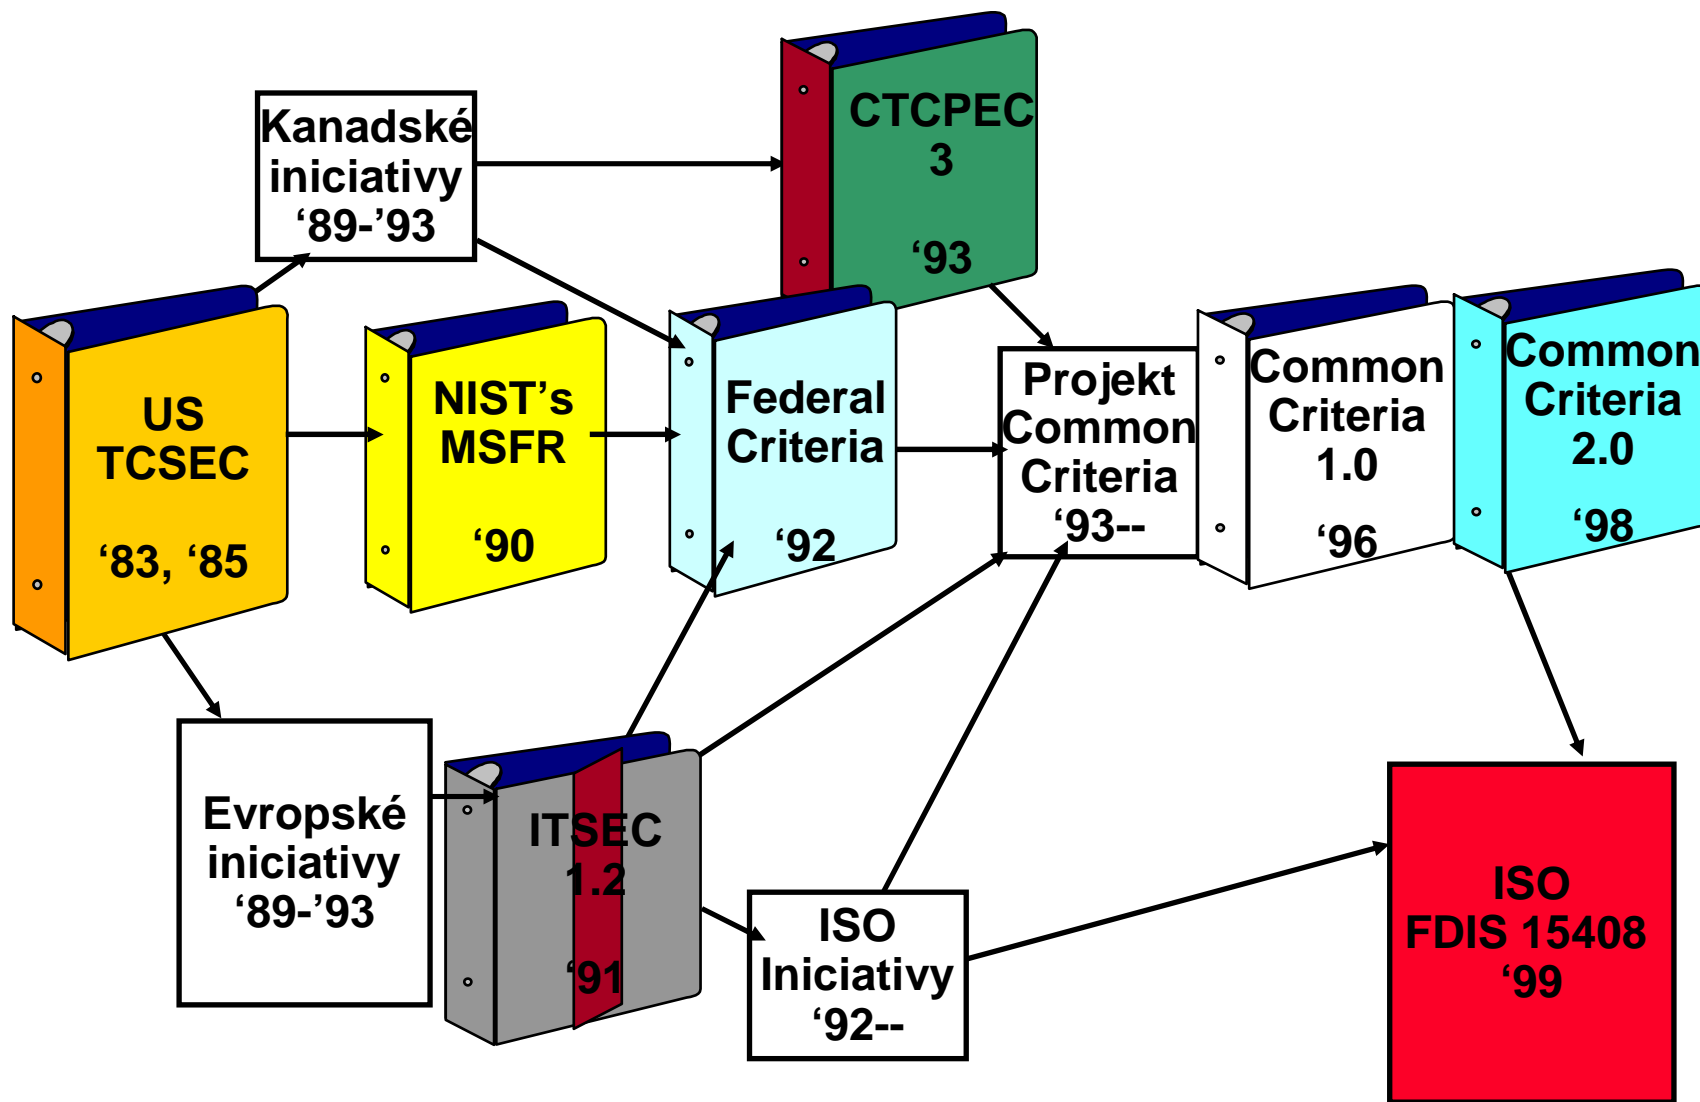 Kanadské
iniciativy
‘89-’93
CTCPEC
3
‘93
US
TCSEC
‘83, ‘85
NIST’s
MSFR
‘90
Federal
Criteria
‘92
Projekt
Common
Criteria
‘93--
Common
Criteria
1.0
‘96
Common
Criteria
2.0
‘98
Evropské
iniciativy
‘89-’93
ITSEC
1.2
‘91
ISO
Iniciativy
‘92--
ISO
FDIS 15408
‘99